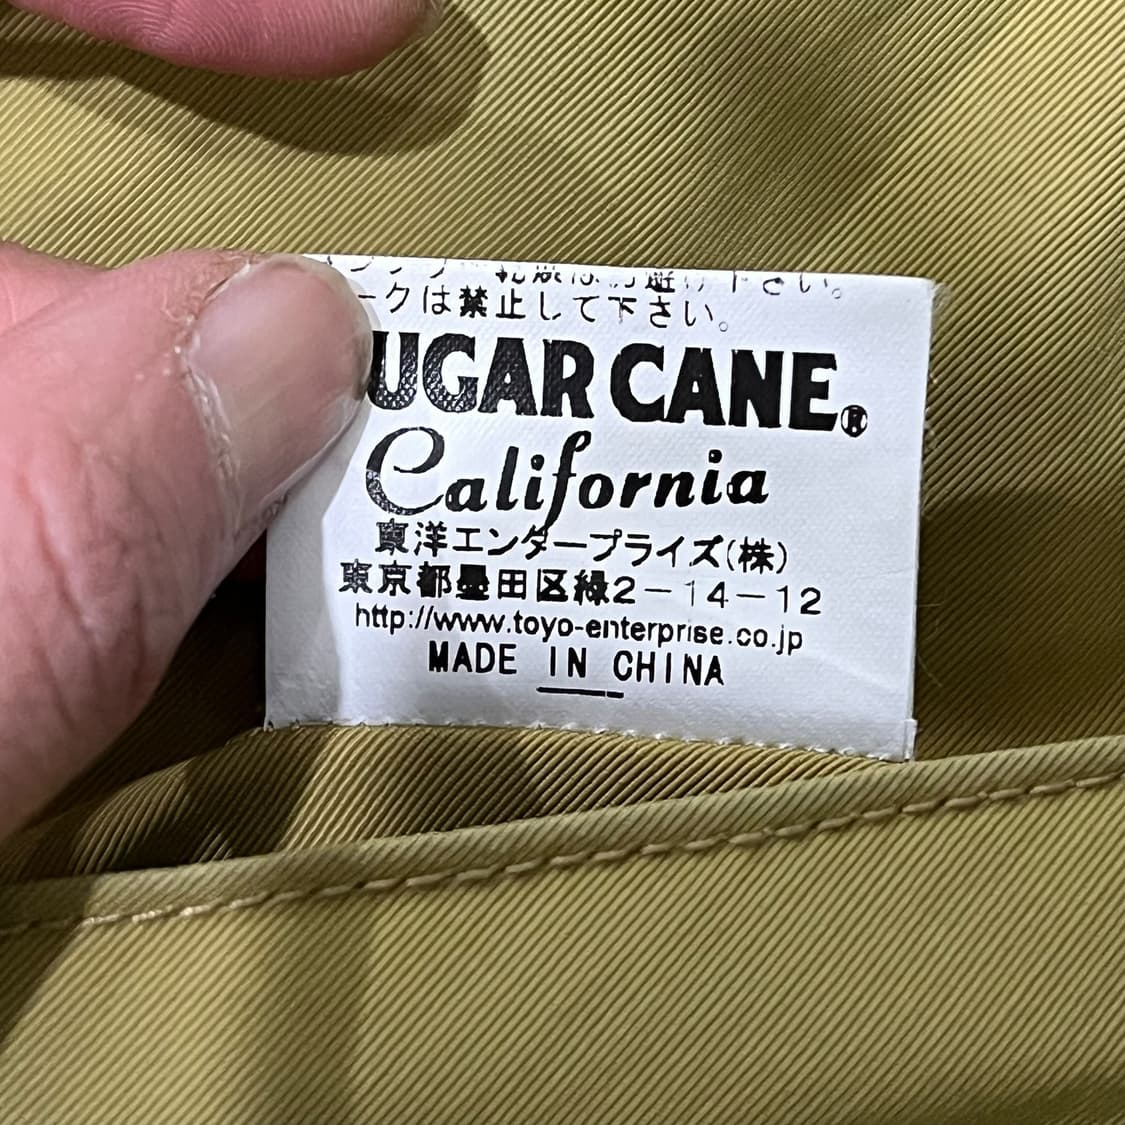 は禁止して下さい。
UGAR CANE®
California
東洋エンタープライズ(株)
東京都墨田区緑2-14-12
http://www.toyo-enterprise.co.jp
MADE IN CHINA